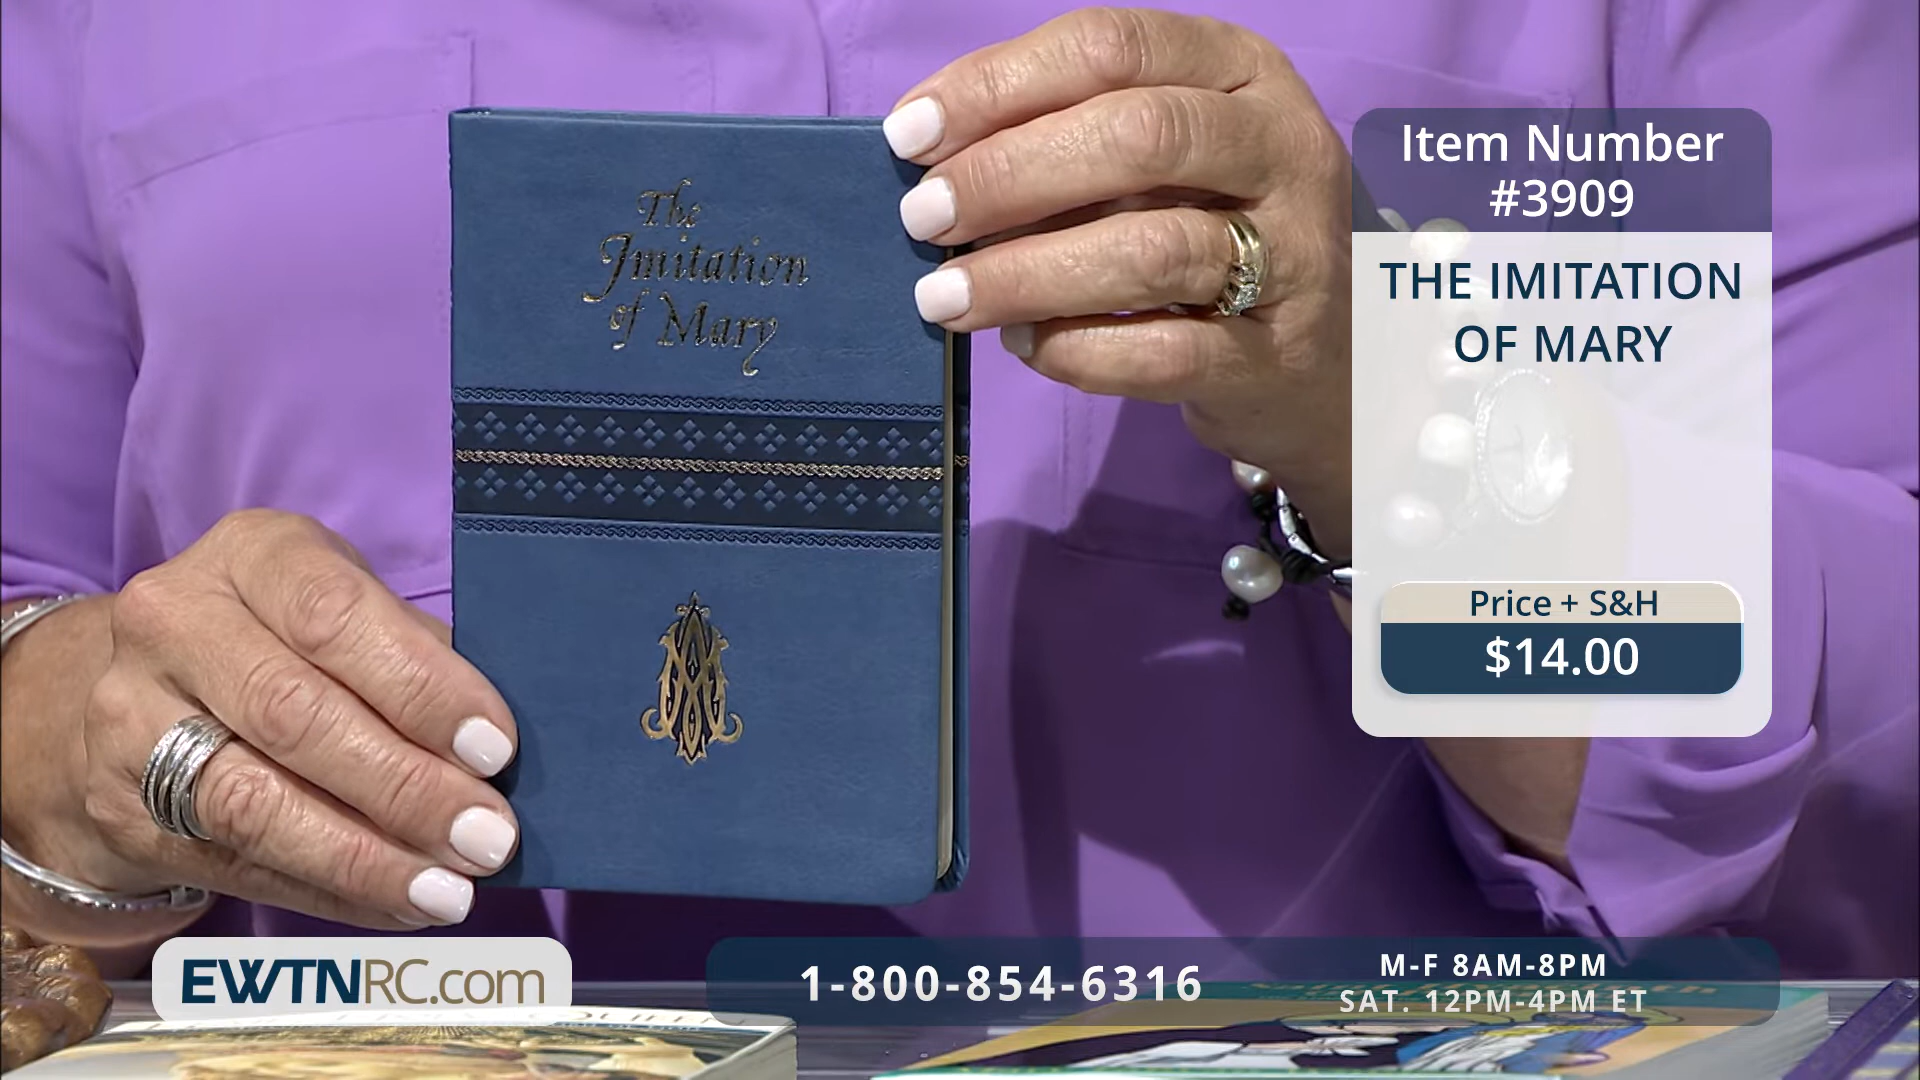 The
Imitation
of Mary
Item Number
#3909
THE IMITATION
OF MARY
Price + S&H
$14.00
EWTNRC.com
1-800-854-6316
M-F 8AM-8PM
SAT. 12PM-4PM ET